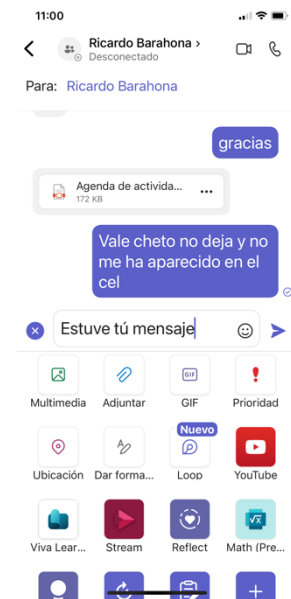 11:00
Ricardo Barahona >
Desconectado
Para: Ricardo Barahona
gracias
Agenda de activida...
172 KB
Vale cheto no deja y no
me ha aparecido en el
cel
Estuve tú mensaje
GIF
Multimedia Adjuntar GIF Prioridad
Nuevo
Ubicación Dar forma... Loop YouTube
√x
Viva Lear... Stream Reflect Math (Pre...